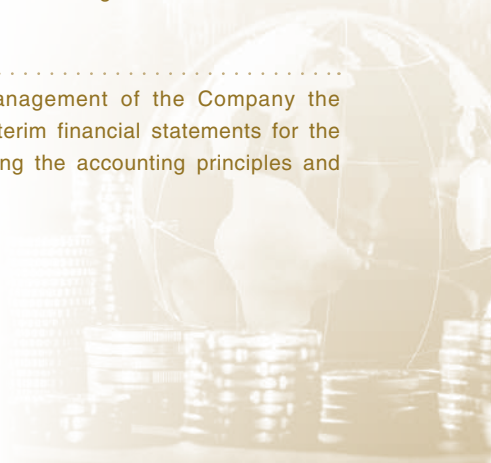 anagement of the Company the
terim financial statements for the
ng the accounting principles and